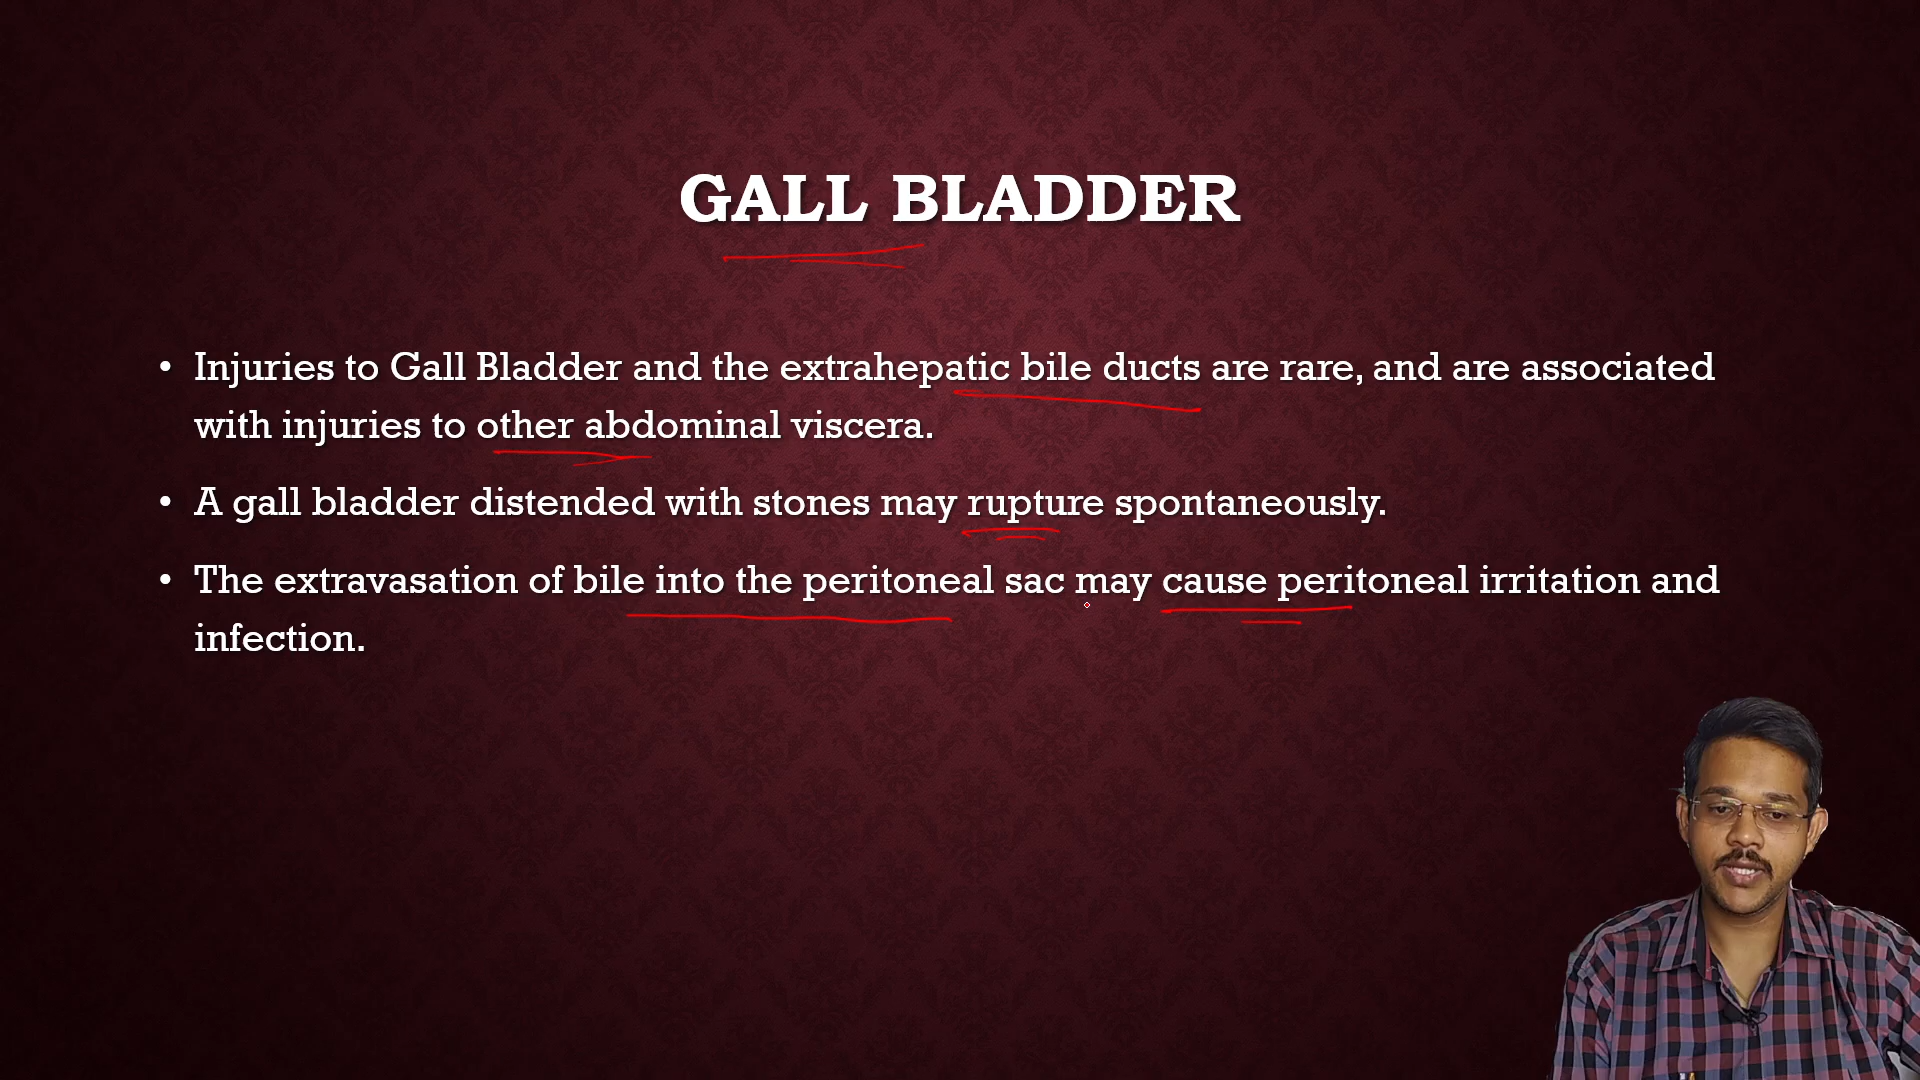 GALL BLADDER
• Injuries to Gall Bladder and the extrahepatic bile ducts are rare, and are associated
with injuries to other abdominal viscera.
• A gall bladder distended with stones may rupture spontaneously.
• The extravasation of bile into the peritoneal sac may cause peritoneal irritation and
infection.